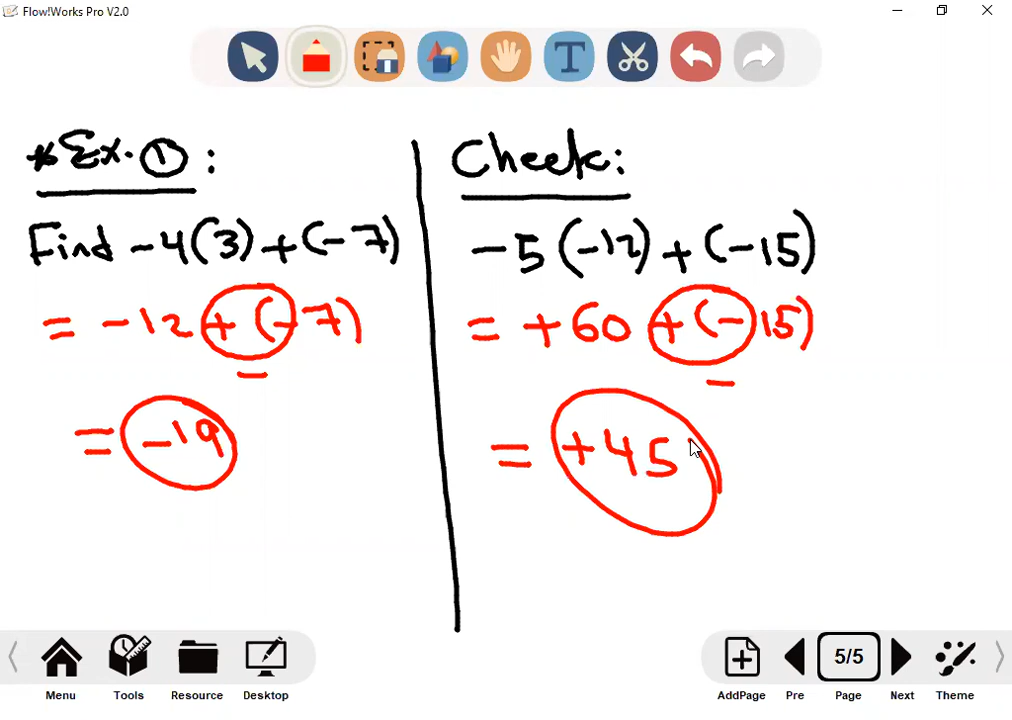 Flow!Works Pro V2.0
*Ex. ① :
Find -4(3) + (-7)
= -12 + (-7)
-
= -19
Check:
-5(-12) + (-15)
= +60 + (-15)
-
= +45
Menu Tools Resource Desktop
AddPage Pre 5/5 Page Next Theme